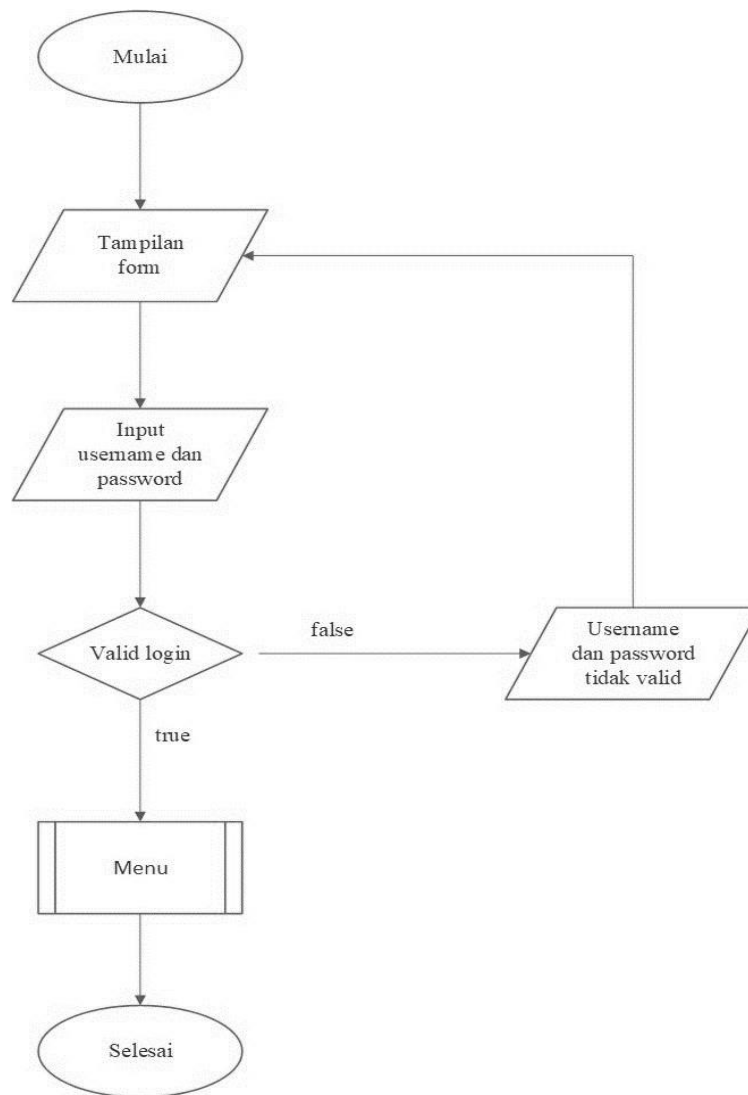 Mulai
Tampilan
form
Input
username dan
password
Valid login
false
Username
dan password
tidak valid
true
Menu
Selesai